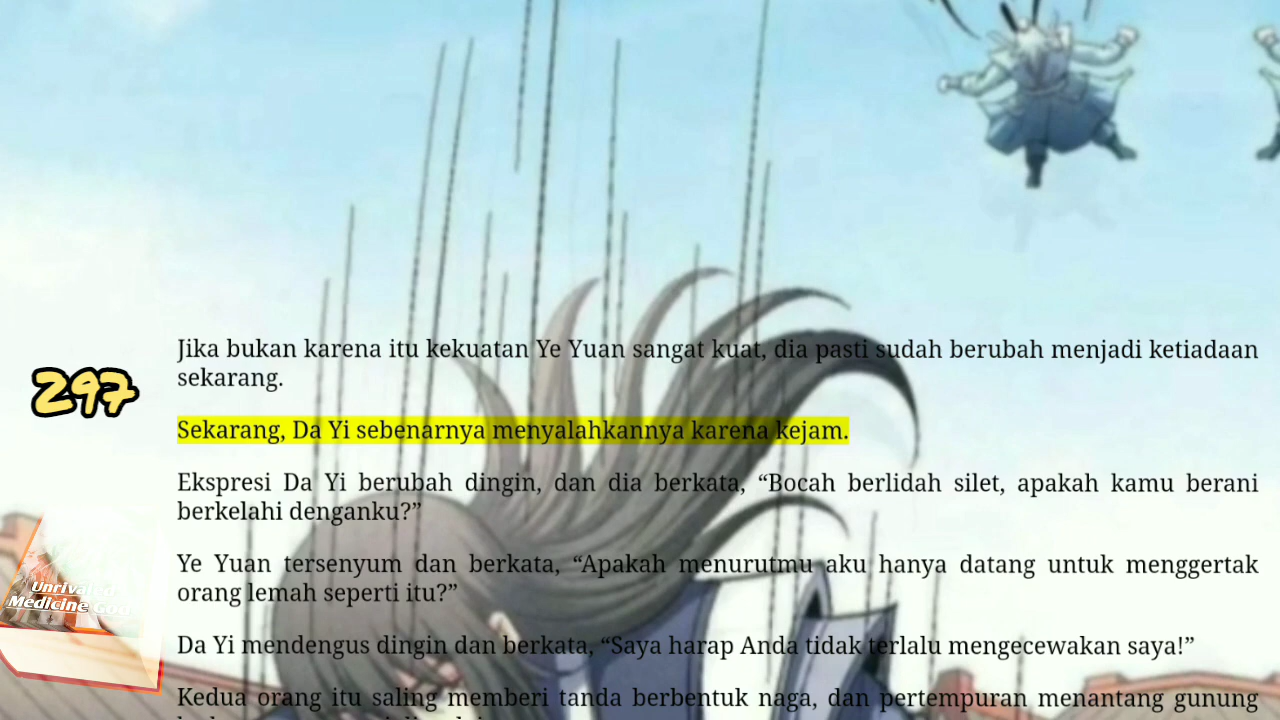 Jika bukan karena itu kekuatan Ye Yuan sangat kuat, dia pasti sudah berubah menjadi ketiadaan
sekarang.
297
Sekarang, Da Yi sebenarnya menyalahkannya karena kejam.
Ekspresi Da Yi berubah dingin, dan dia berkata, “Bocah berlidah silet, apakah kamu berani
berkelahi denganku?”
Ye Yuan tersenyum dan berkata, “Apakah menurutmu aku hanya datang untuk menggertak
orang lemah seperti itu?”
Unrivaled
Medicine God
Da Yi mendengus dingin dan berkata, “Saya harap Anda tidak terlalu mengecewakan saya!”
Kedua orang itu saling memberi tanda berbentuk naga, dan pertempuran menantang gunung